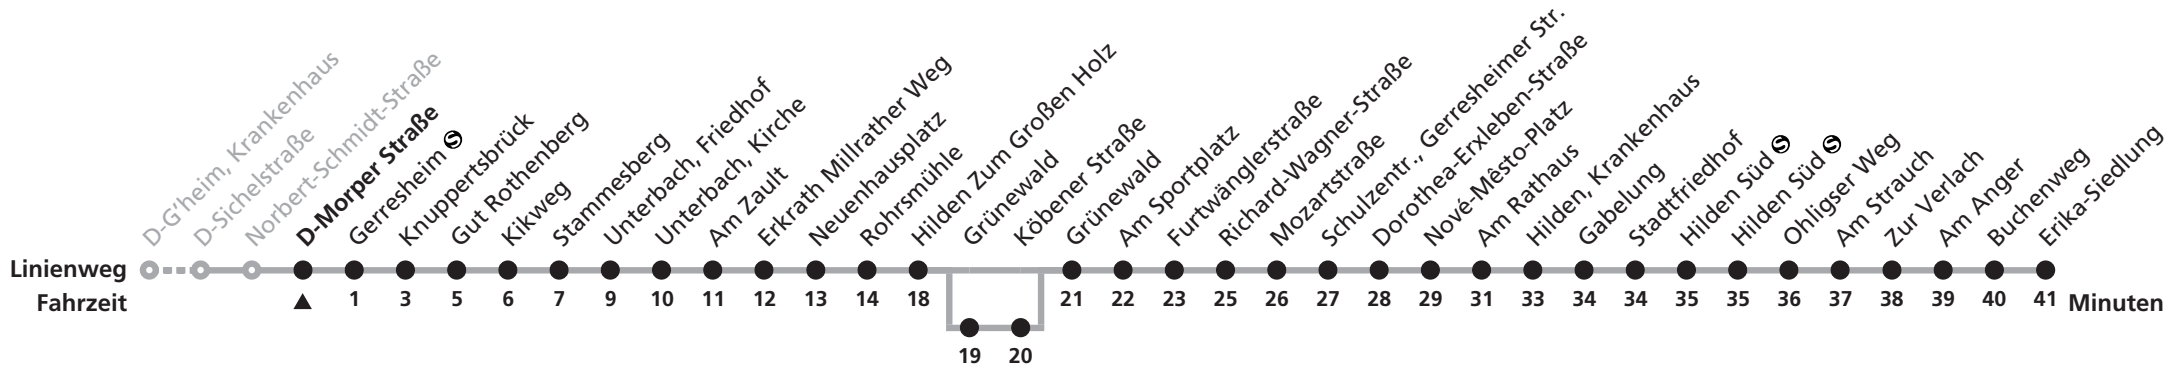 D-G'heim, Krankenhaus
D-Sichelstraße
Norbert-Schmidt-Straße
D-Morper Straße
Gerresheim S
Knuppertsbrück
Gut Rothenberg
Kikweg
Stammesberg
Unterbach, Friedhof
Unterbach, Kirche
Am Zault
Erkrath Millrather Weg
Neuenhausplatz
Rohrsmühle
Hilden Zum Großen Holz
Grünewald
Köbener Straße
Grünewald
Am Sportplatz
Furtwänglerstraße
Richard-Wagner-Straße
Mozartstraße
Schulzentr., Gerresheimer Str.
Dorothea-Erxleben-Straße
Nové-Mêsto-Platz
Am Rathaus
Hilden, Krankenhaus
Gabelung
Stadtfriedhof
Hilden Süd S
Hilden Süd S
Ohligser Weg
Am Strauch
Zur Verlach
Am Anger
Buchenweg
Erika-Siedlung
Linienweg
Fahrzeit 1 3 5 6 7 9 10 11 12 13 14 18 21 22 23 25 26 27 28 29 31 33 34 34 35 35 36 37 38 39 40 41 Minuten
19 20